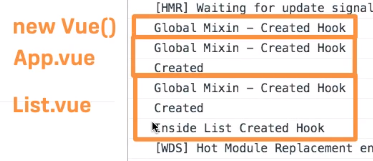 [HMR] Waiting for update signal
new Vue()
Global Mixin – Created Hook
App.vue
Global Mixin – Created Hook
Created
List.vue
Global Mixin – Created Hook
Created
Inside List Created Hook
[WDS] Hot Module Replacement en